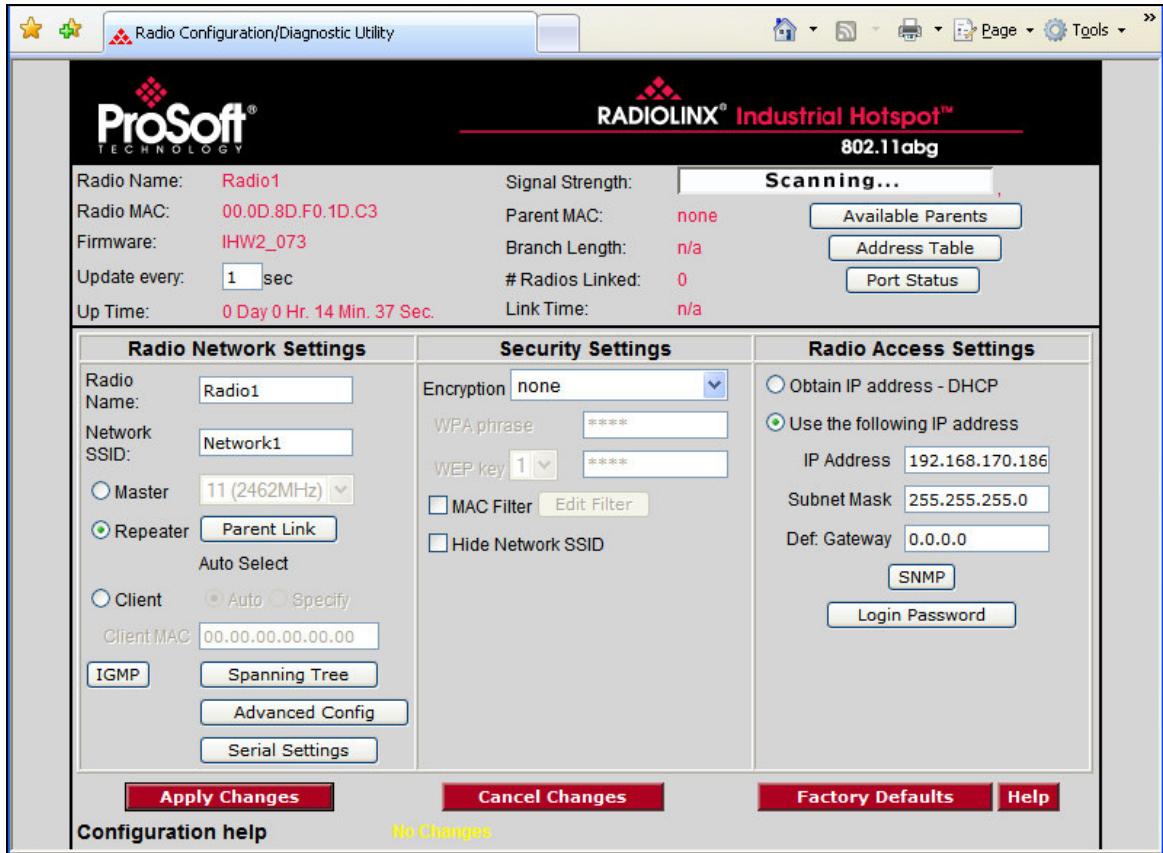 Radio Configuration/Diagnostic Utility
Page
Tools
»
ProSoft®
TECHNOLOGY
RADIOLINX® Industrial Hotspot™
802.11abg
Radio Name: Radio1 Signal Strength: Scanning... ,
Radio MAC: 00.0D.8D.F0.1D.C3 Parent MAC: none Available Parents
Firmware: IHW2_073 Branch Length: n/a Address Table
Update every: 1 sec # Radios Linked: 0 Port Status
Up Time: 0 Day 0 Hr. 14 Min. 37 Sec. Link Time: n/a
Radio Network Settings
Radio Name: Radio1
Network SSID: Network1
Master 11 (2462MHz)
Repeater Parent Link
Auto Select
Client Auto Specify
Client MAC 00.00.00.00.00.00
IGMP Spanning Tree
Advanced Config
Serial Settings
Security Settings
Encryption none
WPA phrase ****
WEP key 1 ****
MAC Filter Edit Filter
Hide Network SSID
Radio Access Settings
Obtain IP address - DHCP
Use the following IP address
IP Address 192.168.170.186
Subnet Mask 255.255.255.0
Def: Gateway 0.0.0.0
SNMP
Login Password
Apply Changes Cancel Changes Factory Defaults Help
Configuration help No Changes